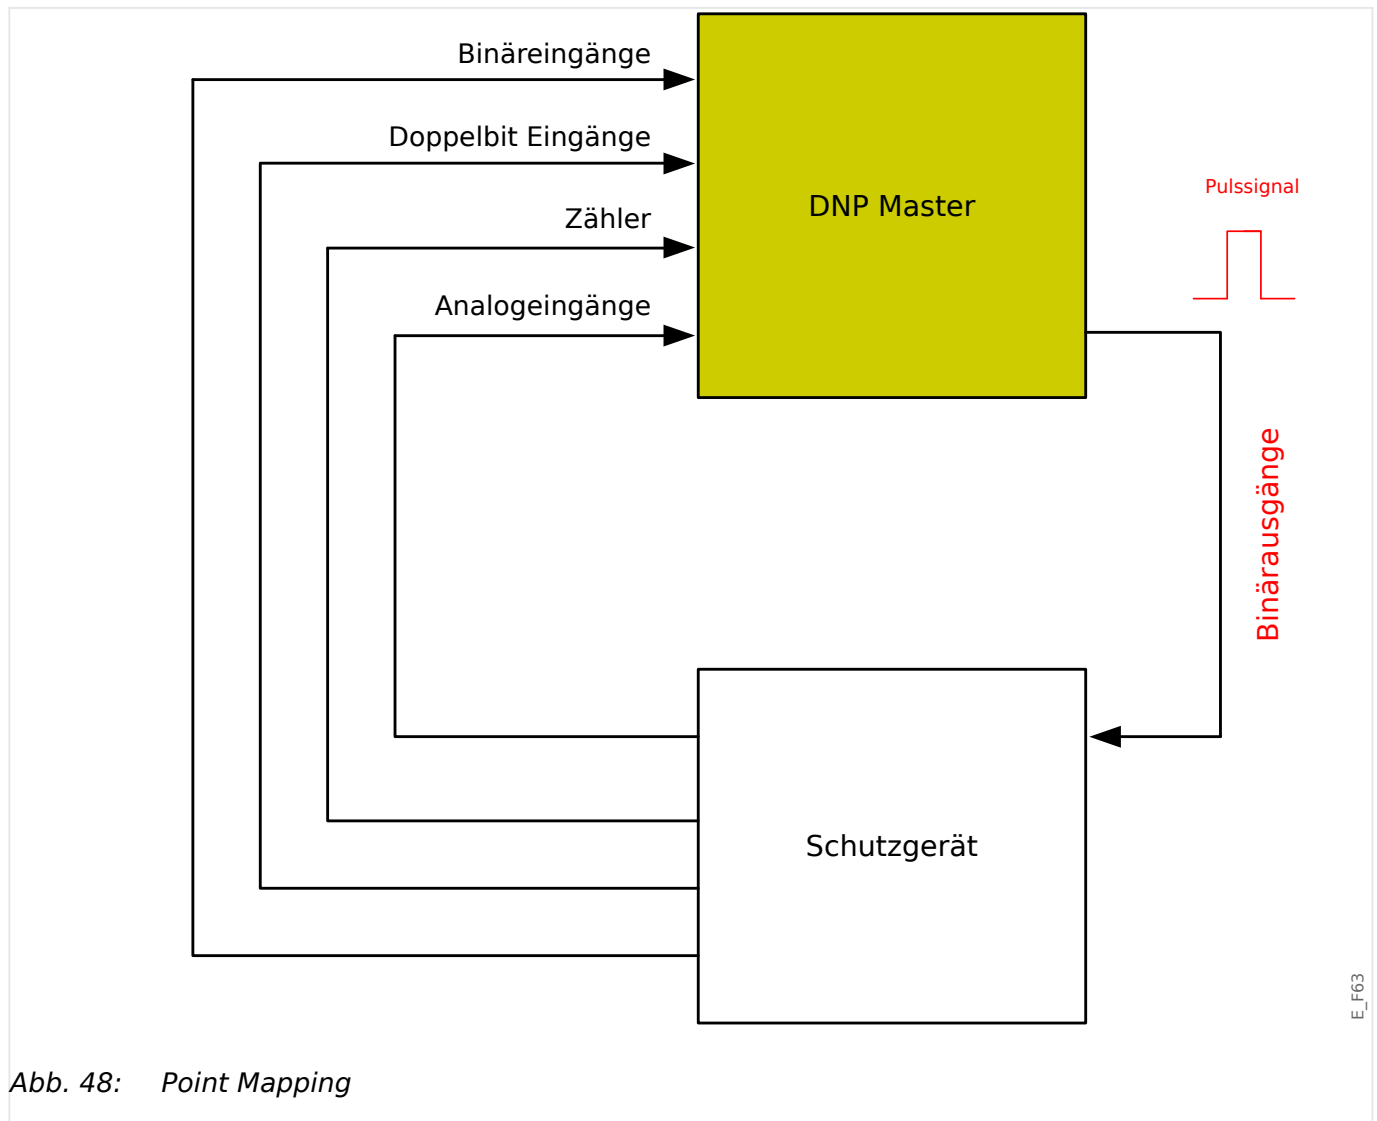 Binäreingänge
Doppelbit Eingänge
Zähler
Analogeingänge
DNP Master
Pulssignal
Binärausgänge
Schutzgerät
E_F63
Abb. 48: Point Mapping